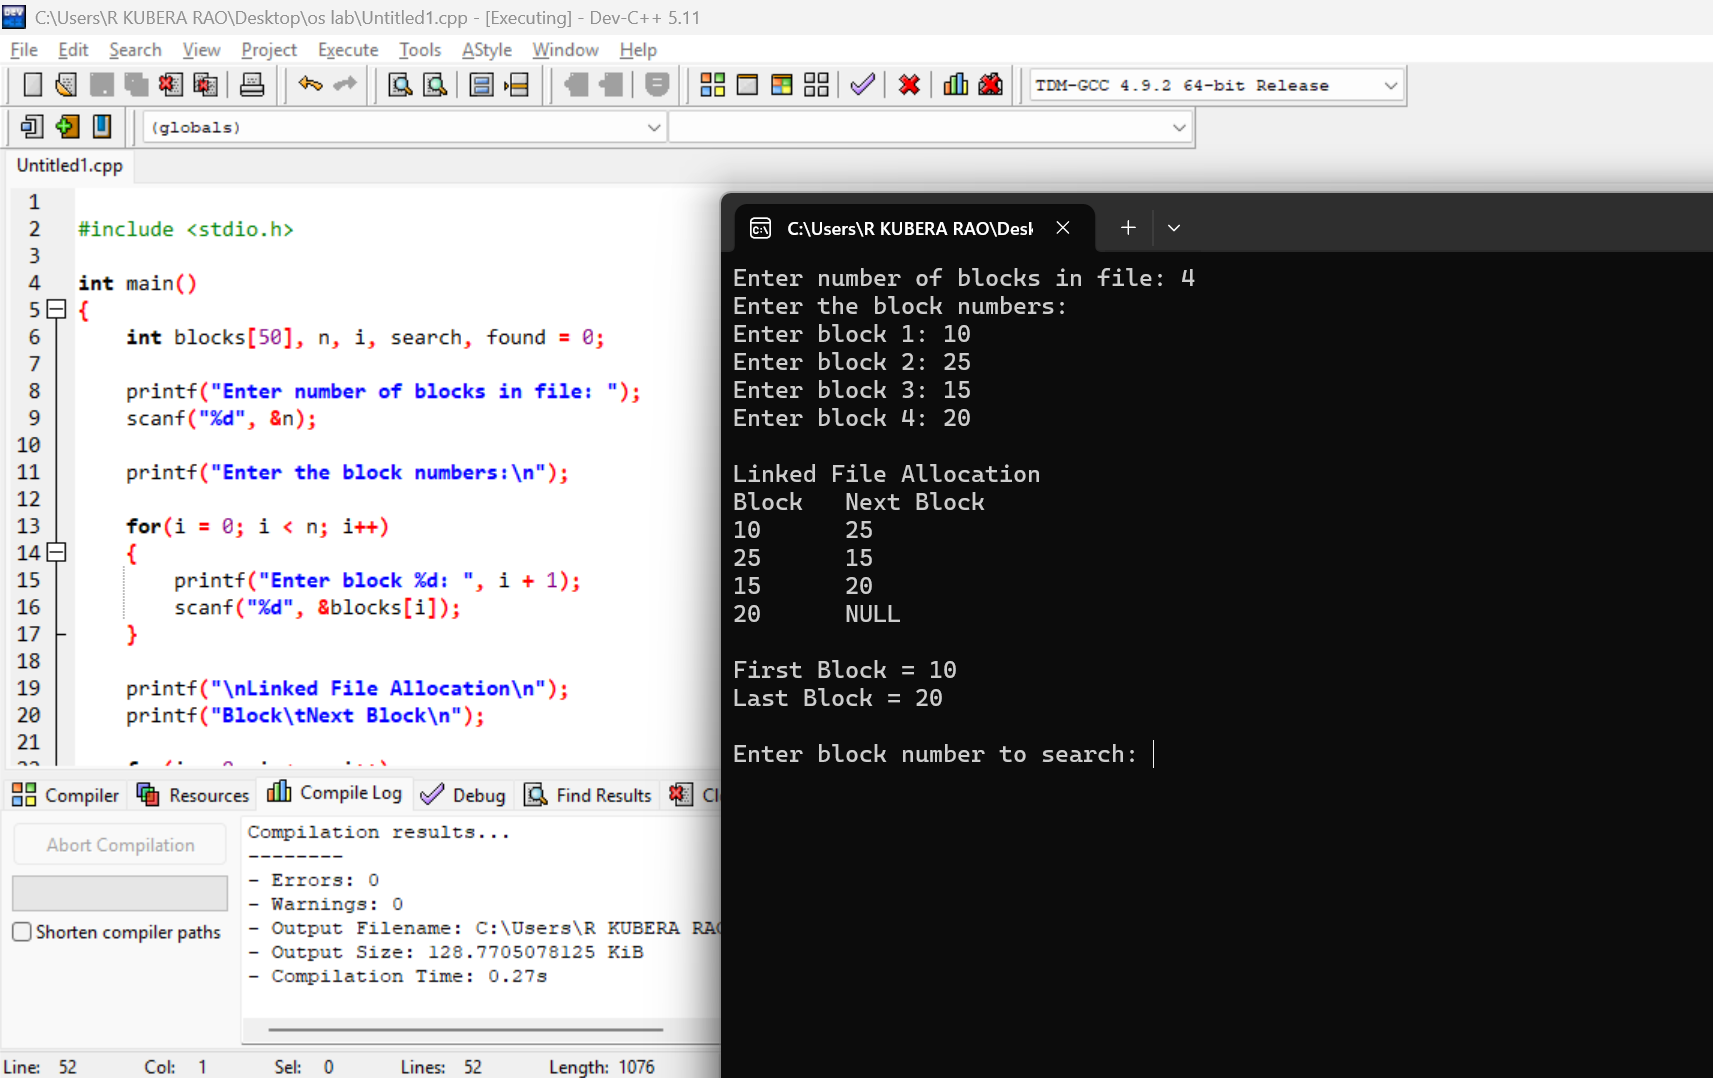 C:\Users\R KUBERA RAO\Desktop\os lab\Untitled1.cpp - [Executing] - Dev-C++ 5.11
File Edit Search View Project Execute Tools AStyle Window Help
TDM-GCC 4.9.2 64-bit Release
(globals)
Untitled1.cpp
1
2 #include <stdio.h>
3
4 int main()
5 {
6 int blocks[50], n, i, search, found = 0;
7
8 printf("Enter number of blocks in file: ");
9 scanf("%d", &n);
10
11 printf("Enter the block numbers:\n");
12
13 for(i = 0; i < n; i++)
14 {
15 printf("Enter block %d: ", i + 1);
16 scanf("%d", &blocks[i]);
17 }
18
19 printf("\nLinked File Allocation\n");
20 printf("Block\tNext Block\n");
21
C:\Users\R KUBERA RAO\Desk
Enter number of blocks in file: 4
Enter the block numbers:
Enter block 1: 10
Enter block 2: 25
Enter block 3: 15
Enter block 4: 20
Linked File Allocation
Block Next Block
10 25
25 15
15 20
20 NULL
First Block = 10
Last Block = 20
Enter block number to search:
Compiler Resources Compile Log Debug Find Results
Abort Compilation
Shorten compiler paths
Compilation results...
--------
- Errors: 0
- Warnings: 0
- Output Filename: C:\Users\R KUBERA RAO
- Output Size: 128.7705078125 KiB
- Compilation Time: 0.27s
Line: 52 Col: 1 Sel: 0 Lines: 52 Length: 1076